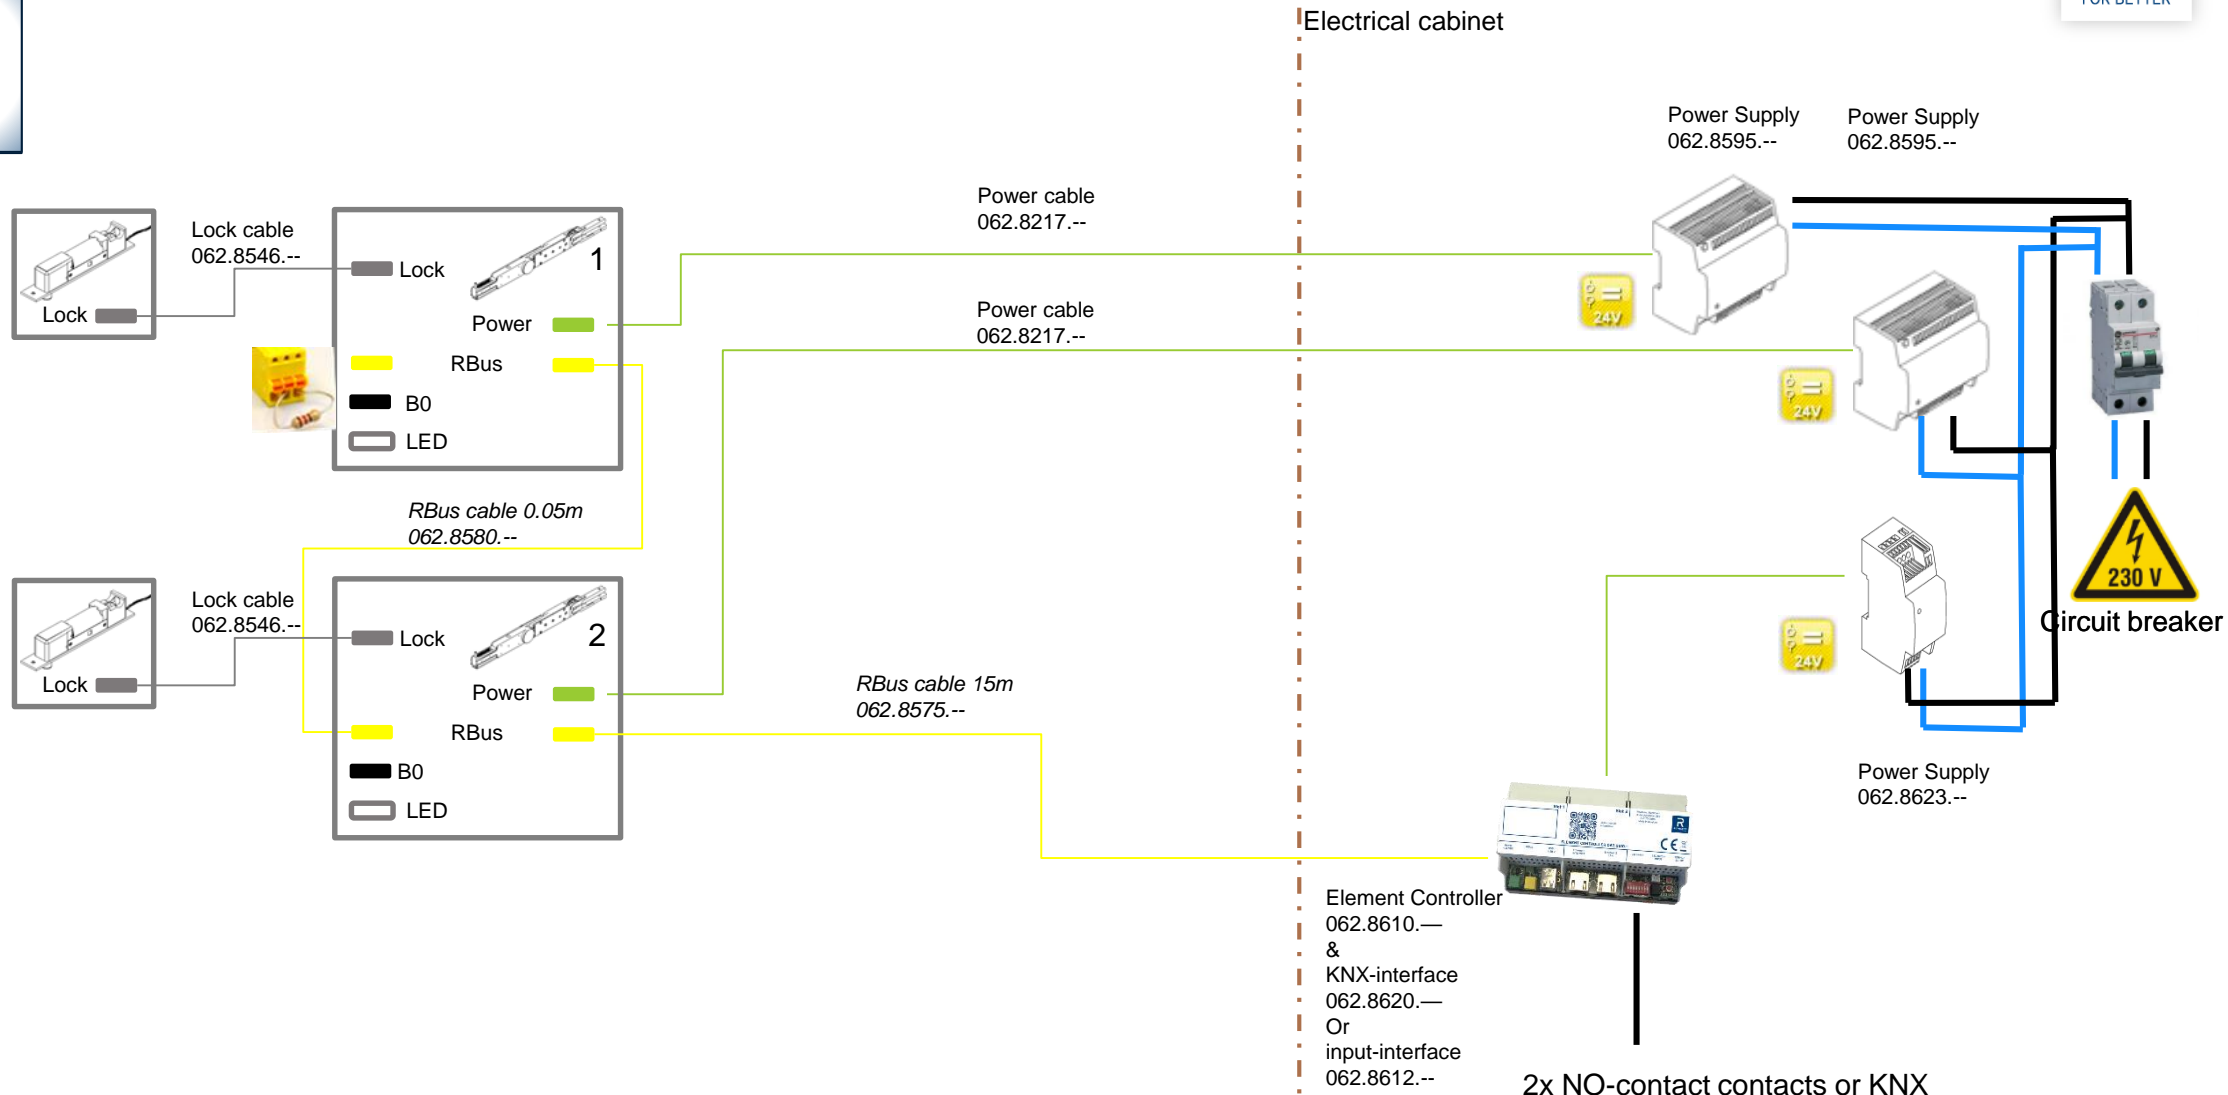 FOR BETTER
Electrical cabinet
Power Supply
062.8595.--
Power Supply
062.8595.--
Power cable
062.8217.--
Lock cable
062.8546.--
Lock
1
Lock
Power
24V
Power cable
062.8217.--
RBus
24V
B0
LED
RBus cable 0.05m
062.8580.--
230 V
Circuit breaker
Lock cable
062.8546.--
Lock
2
24V
Lock
Power
RBus cable 15m
062.8575.--
RBus
B0
LED
Power Supply
062.8623.--
R
CE
Element Controller
062.8610.—
&
KNX-interface
062.8620.—
Or
input-interface
062.8612.--
2x NO-contact contacts or KNX